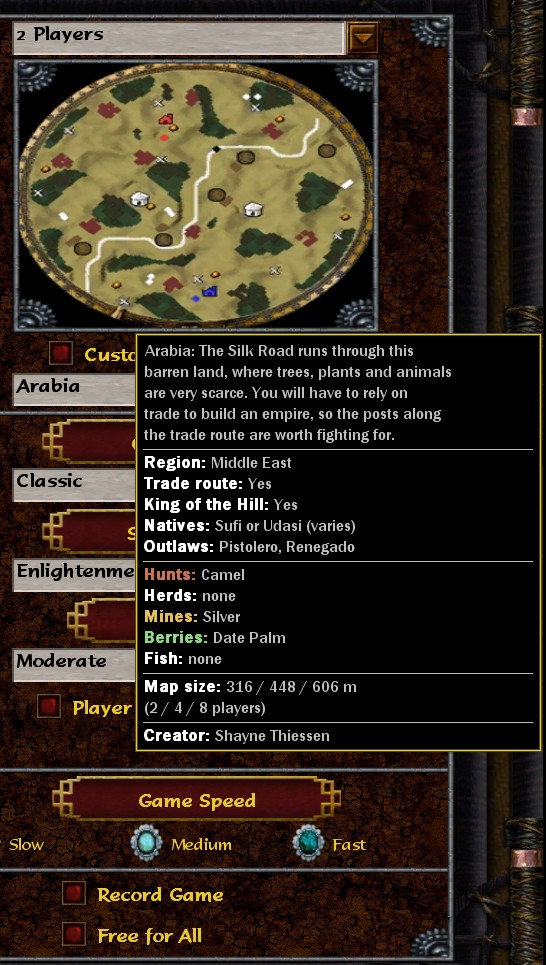 2 Players
Custo
Arabia
Arabia: The Silk Road runs through this
barren land, where trees, plants and animals
are very scarce. You will have to rely on
trade to build an empire, so the posts along
the trade route are worth fighting for.
Region: Middle East
Trade route: Yes
King of the Hill: Yes
Natives: Sufi or Udasi (varies)
Outlaws: Pistolero, Renegado
Hunts: Camel
Herds: none
Mines: Silver
Berries: Date Palm
Fish: none
Map size: 316 / 448 / 606 m
(2 / 4 / 8 players)
Creator: Shayne Thiessen
Classic
Enlightenme
Moderate
Player
Game Speed
Slow Medium Fast
Record Game
Free for All